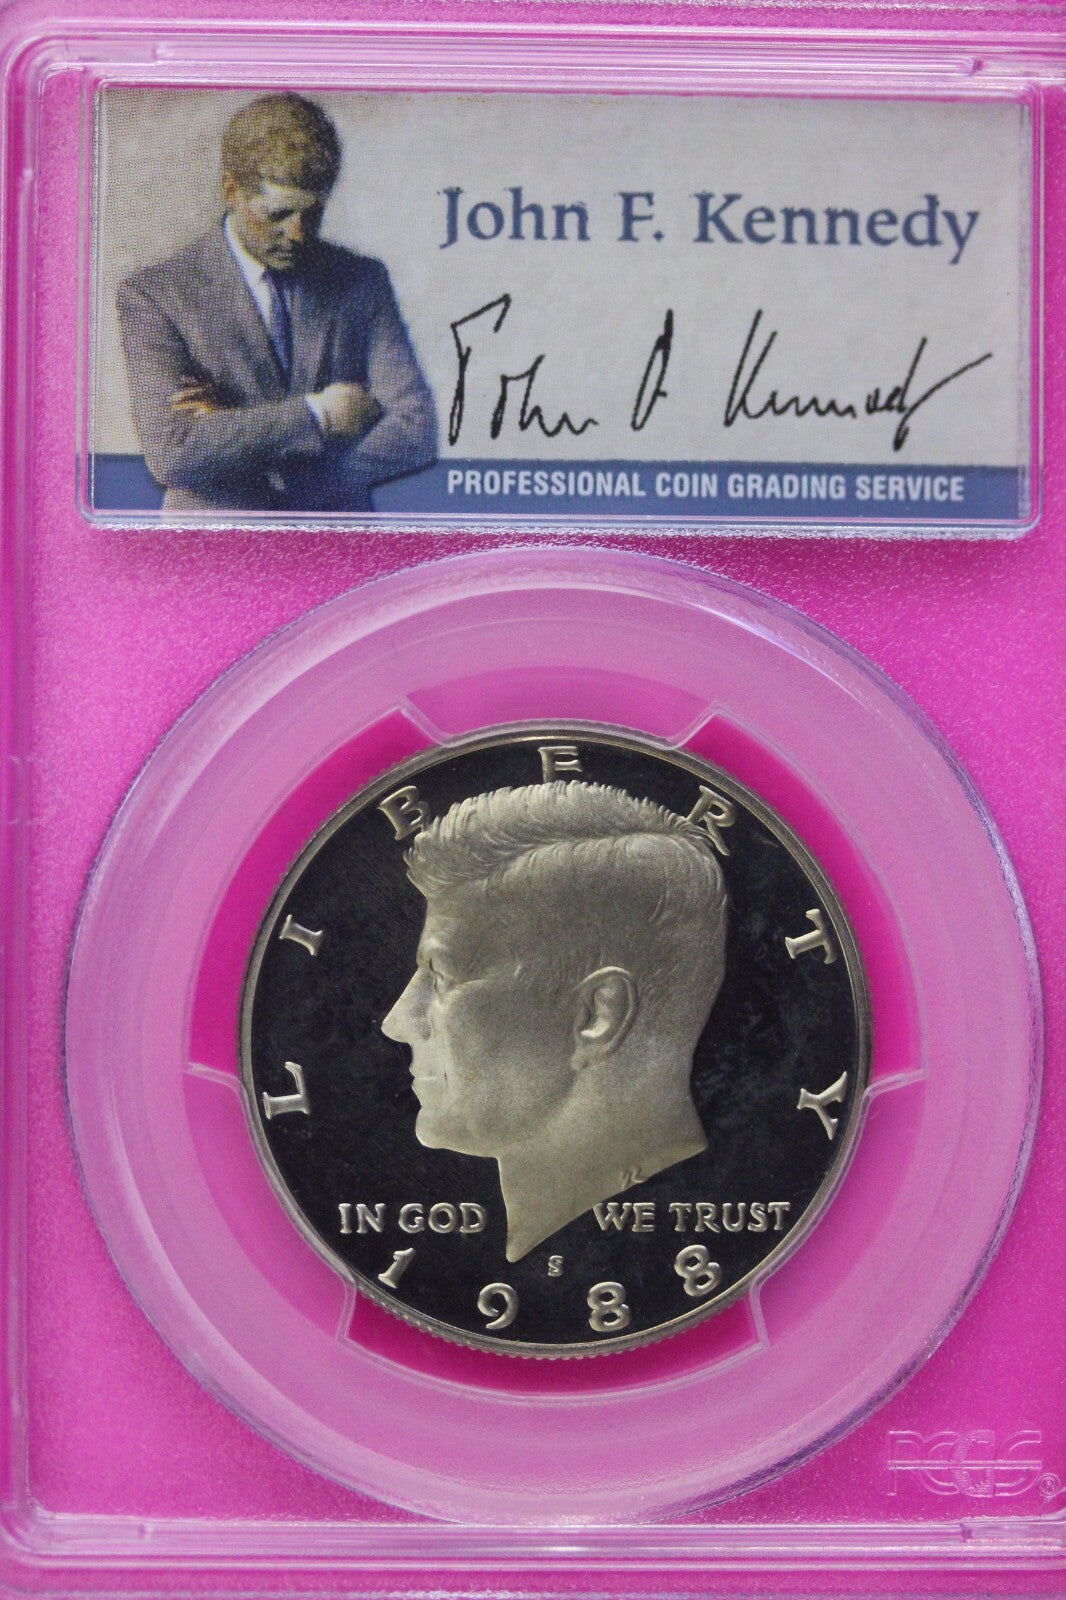 John F. Kennedy
John F Kennedy
PROFESSIONAL COIN GRADING SERVICE
LIBERTY
IN GOD WE TRUST
S
1988
PCGS